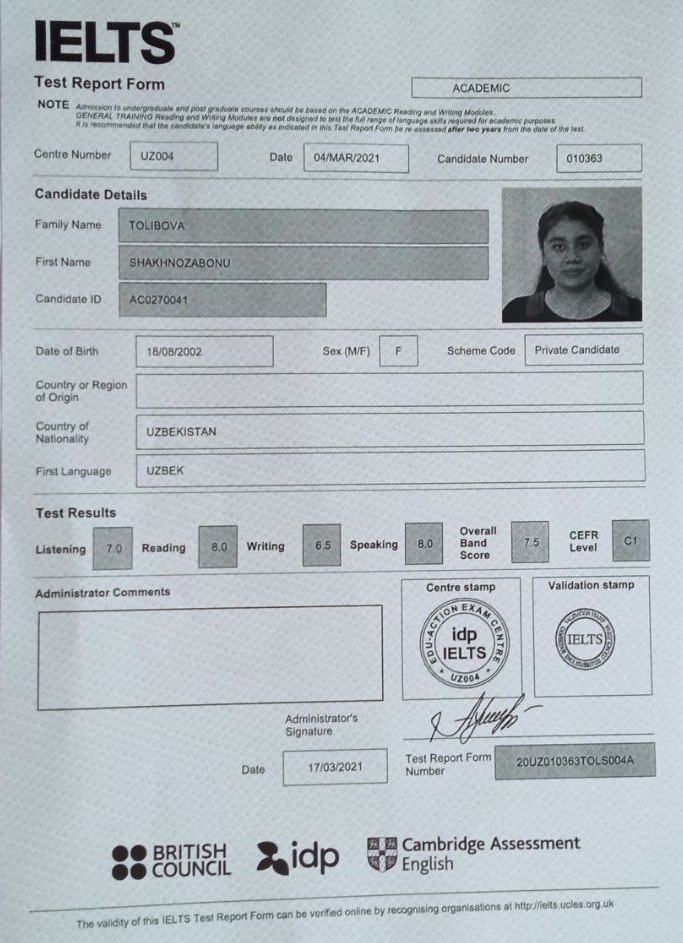 IELTS™
Test Report Form
ACADEMIC
NOTE Admission to undergraduate and post graduate courses should be based on the ACADEMIC Reading and Writing Modules.
GENERAL TRAINING Reading and Writing Modules are not designed to test the full range of language skills required for academic purposes.
It is recommended that the candidate's language ability as indicated in this Test Report Form be re-assessed after two years from the date of the test.
Centre Number UZ004 Date 04/MAR/2021 Candidate Number 010363
Candidate Details
Family Name TOLIBOVA
First Name SHAKHNOZABONU
Candidate ID AC0270041
Date of Birth 18/08/2002 Sex (M/F) F Scheme Code Private Candidate
Country or Region
of Origin
Country of
Nationality UZBEKISTAN
First Language UZBEK
Test Results
Listening 7.0 Reading 8.0 Writing 6.5 Speaking 8.0 Overall Band Score 7.5 CEFR Level C1
Administrator Comments
Centre stamp
Validation stamp
EDU-ACTION EXAM CENTRE
idp
IELTS
UZ004
IELTS
Administrator's
Signature
Date 17/03/2021
Test Report Form
Number 20UZ010363TOLS004A
BRITISH
COUNCIL
idp
Cambridge Assessment
English
The validity of this IELTS Test Report Form can be verified online by recognising organisations at http://ielts.ucles.org.uk